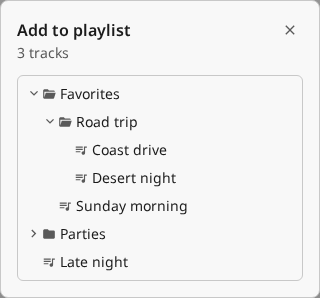 Add to playlist
3 tracks
Favorites
Road trip
Coast drive
Desert night
Sunday morning
Parties
Late night